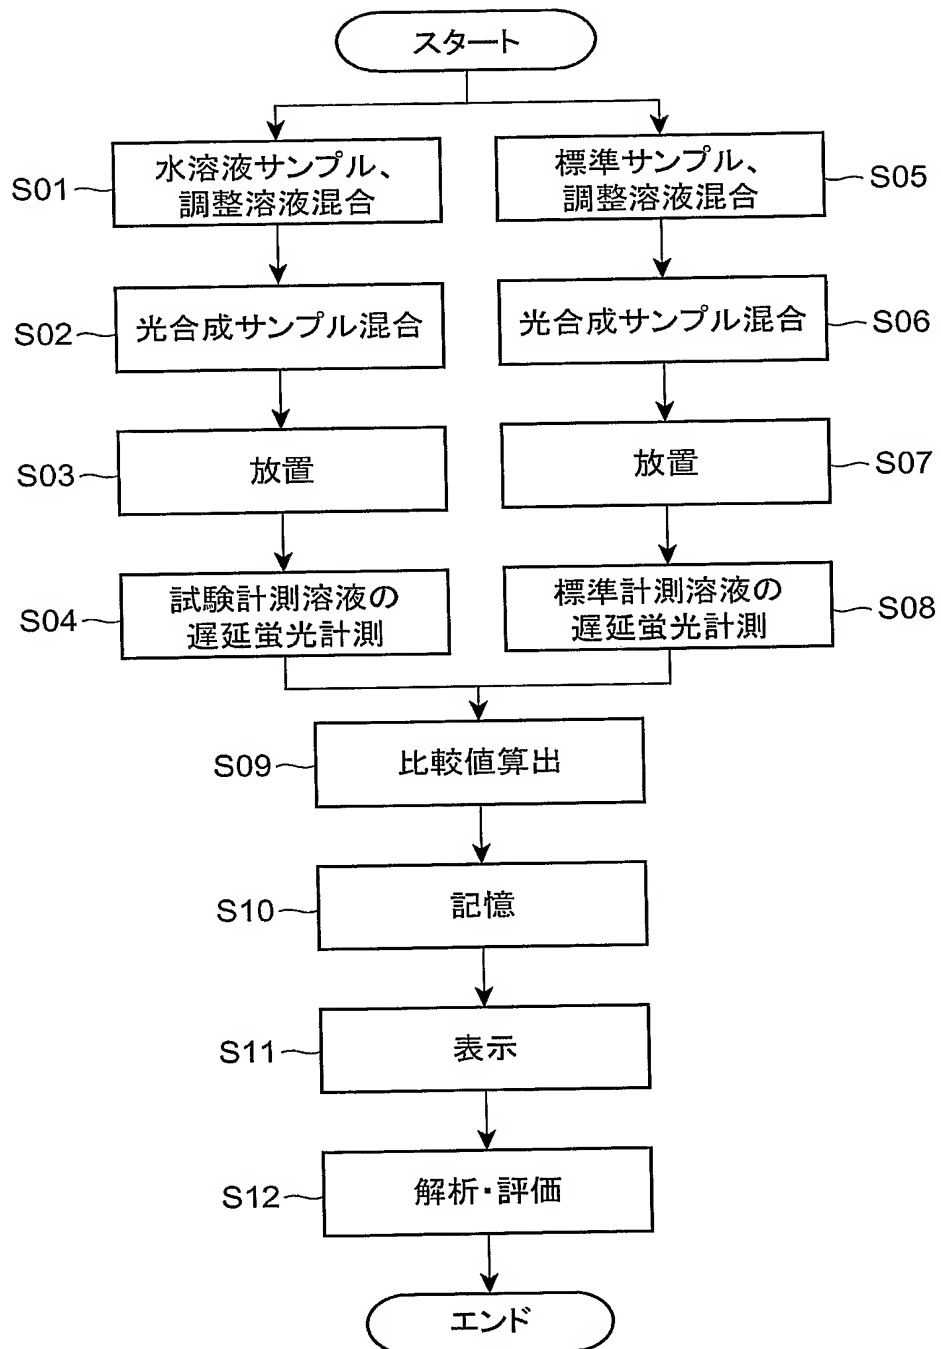 スタート
S01
水溶液サンプル、
調整溶液混合
標準サンプル、
調整溶液混合
S05
S02
光合成サンプル混合
光合成サンプル混合
S06
S03
放置
放置
S07
S04
試験計測溶液の
遅延蛍光計測
標準計測溶液の
遅延蛍光計測
S08
S09
比較値算出
S10
記憶
S11
表示
S12
解析・評価
エンド